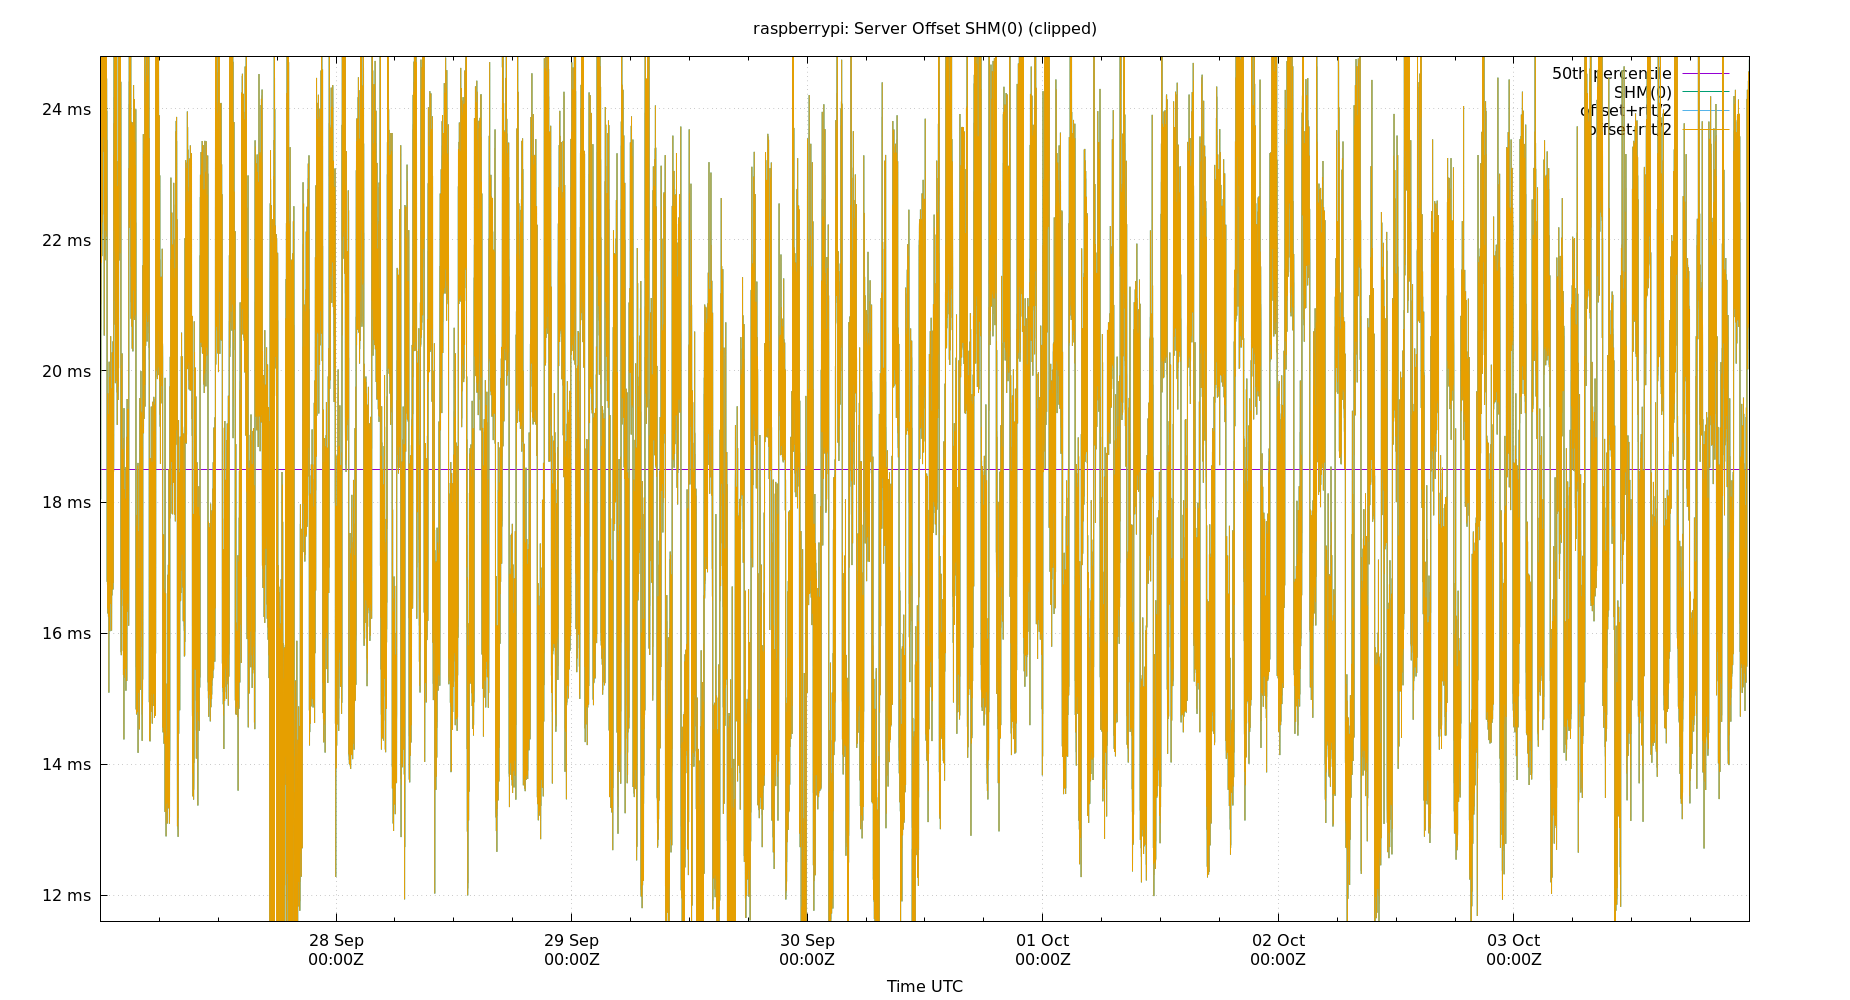 raspberrypi: Server Offset SHM(0) (clipped)
50th percentile
SHM(0)
offset+rtt/2
offset-rtt/2
24 ms
22 ms
20 ms
18 ms
16 ms
14 ms
12 ms
28 Sep 29 Sep 30 Sep 01 Oct 02 Oct 03 Oct
00:00Z 00:00Z 00:00Z 00:00Z 00:00Z 00:00Z
Time UTC